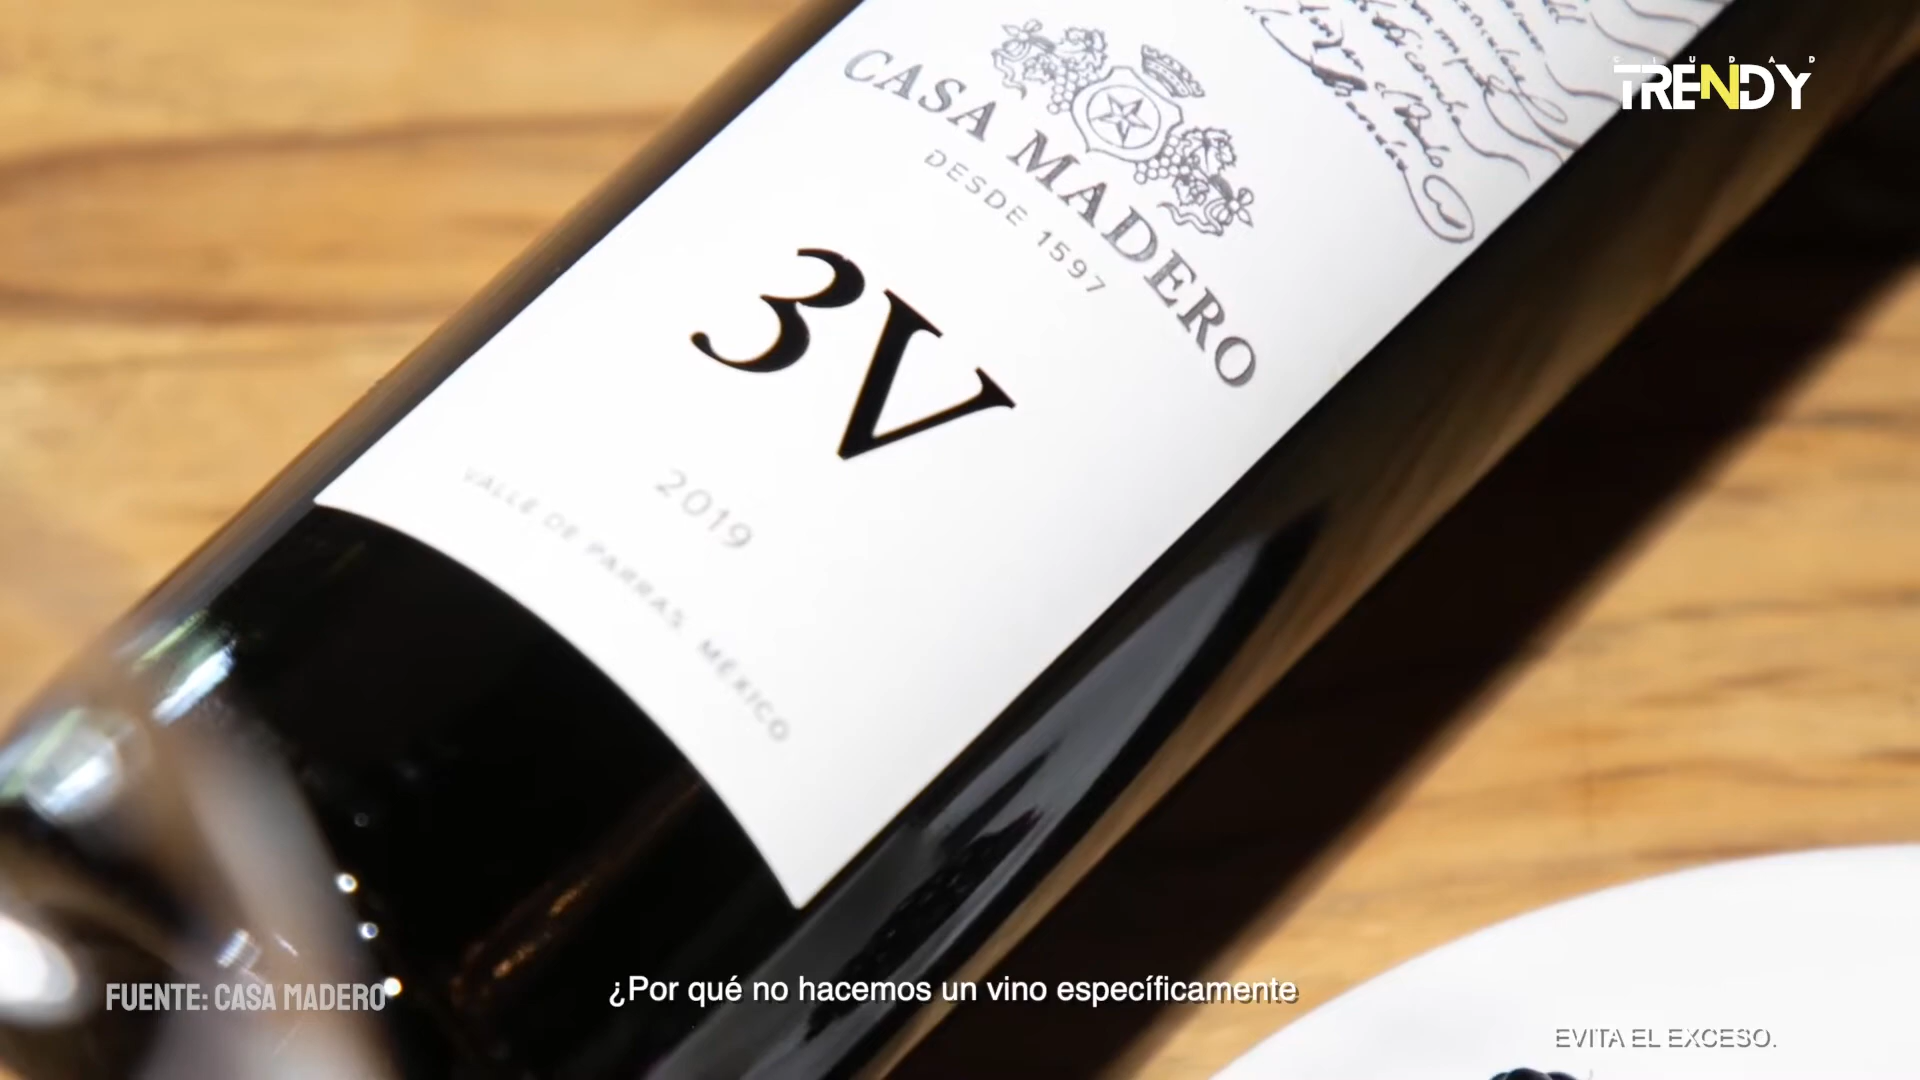 CIUDAD
TRENDY
CASA MADERO
DESDE 1597
3V
2019
VALLE DE PARRAS, MÉXICO
FUENTE: CASA MADERO
¿Por qué no hacemos un vino específicamente
EVITA EL EXCESO.